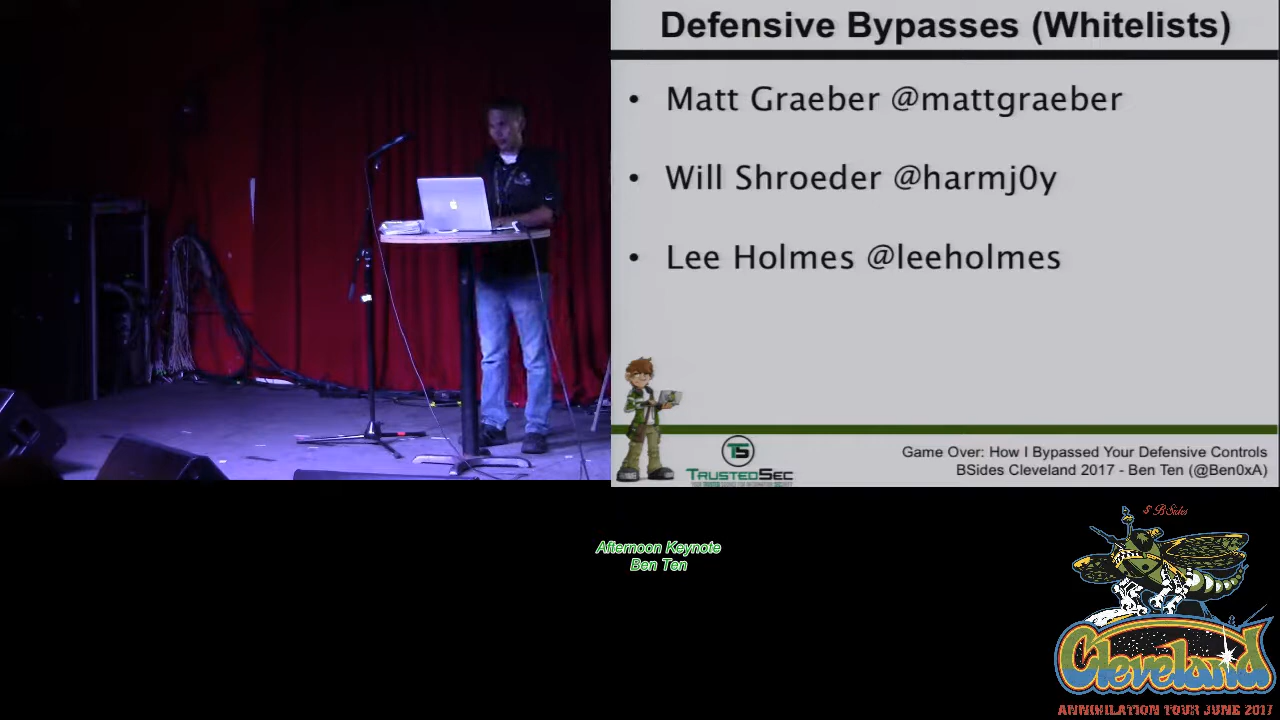 Defensive Bypasses (Whitelists)
• Matt Graeber @mattgraeber
• Will Shroeder @harmj0y
• Lee Holmes @leeholmes
TS
TRUSTEDSEC
Game Over: How I Bypassed Your Defensive Controls
BSides Cleveland 2017 - Ben Ten (@Ben0xA)
Afternoon Keynote
Ben Ten
BSides
Cleveland
ANNIHILATION TOUR JUNE 2017